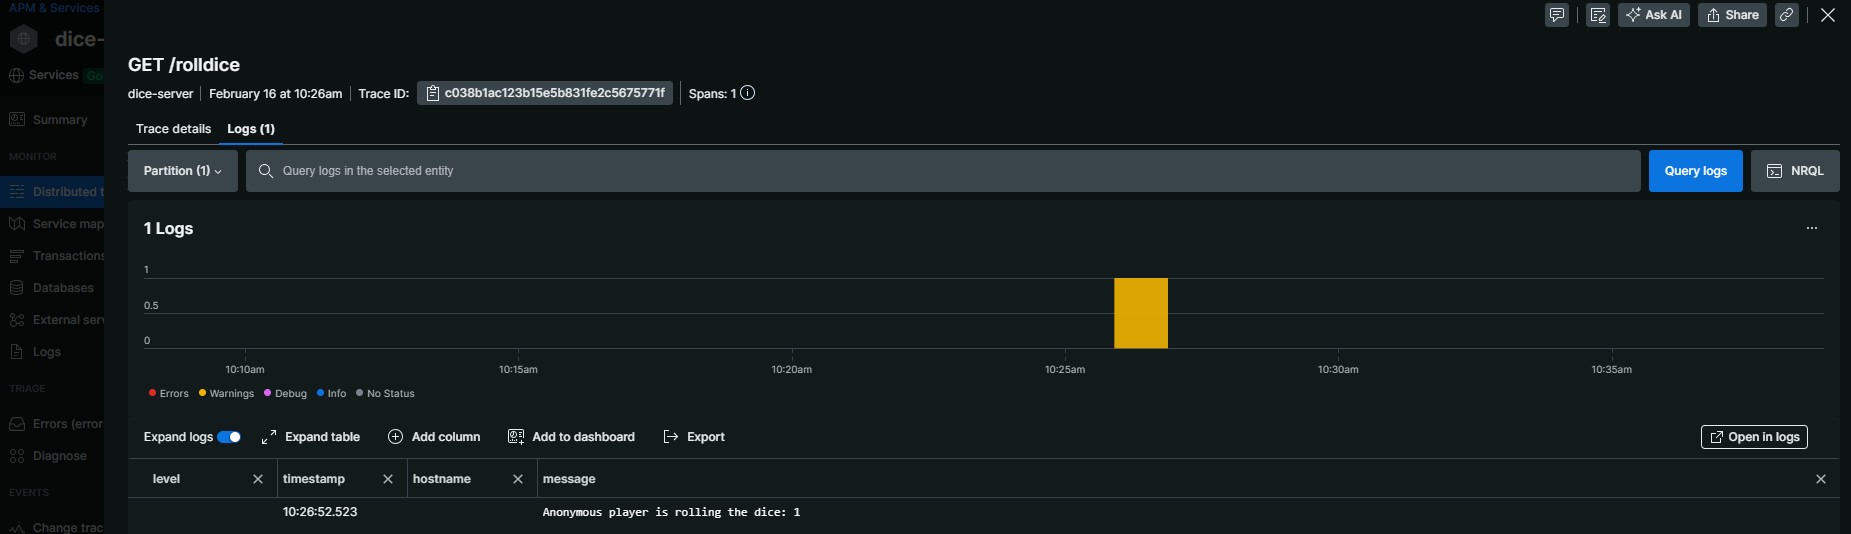 APM & Services
Ask AI
Share
dice-
GET /rolldice
Services Go
dice-server February 16 at 10:26am Trace ID: c038b1ac123b15e5b831fe2c5675771f Spans: 1
Summary
Trace details Logs (1)
MONITOR
Partition (1) Query logs in the selected entity Query logs NRQL
Distributed t
Service map
1 Logs
...
Transactions
1
Databases
0.5
External serv
0
Logs
10:10am 10:15am 10:20am 10:25am 10:30am 10:35am
TRIAGE
Errors Warnings Debug Info No Status
Errors (error
Expand logs Expand table Add column Add to dashboard Export Open in logs
Diagnose
level timestamp hostname message
EVENTS
10:26:52.523 Anonymous player is rolling the dice: 1
Change trac